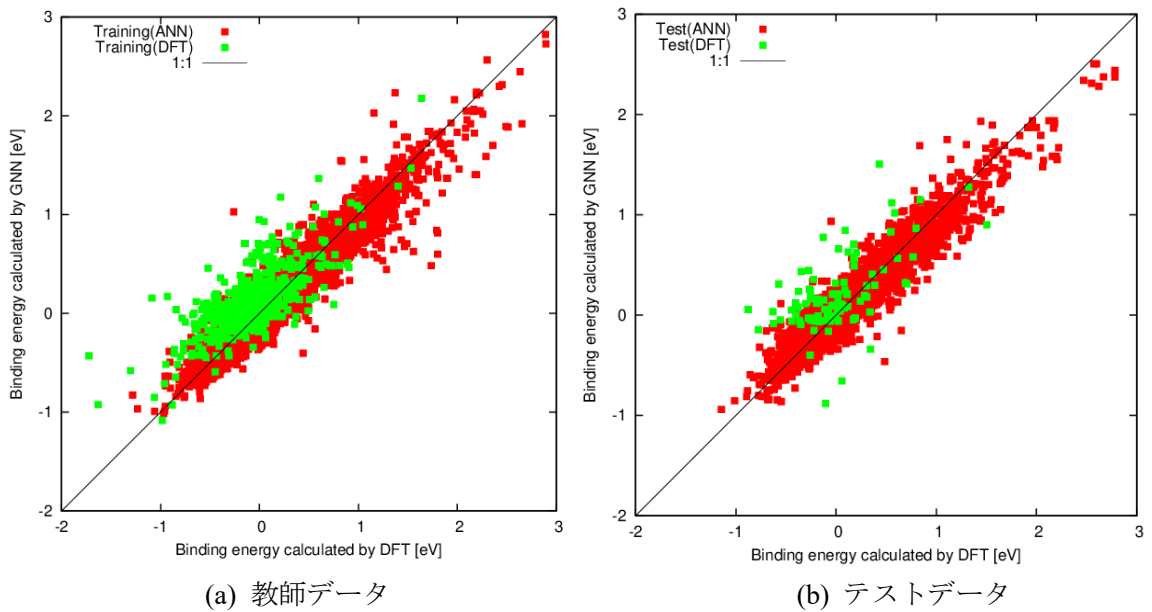 3
2
1
0
-1
-2
-2
-1
0
1
2
3
Binding energy calculated by GNN [eV]
Binding energy calculated by DFT [eV]
Training(ANN)
Training(DFT)
1:1
(a) 教師データ
3
2
1
0
-1
-2
-2
-1
0
1
2
3
Binding energy calculated by GNN [eV]
Binding energy calculated by DFT [eV]
Test(ANN)
Test(DFT)
1:1
(b) テストデータ